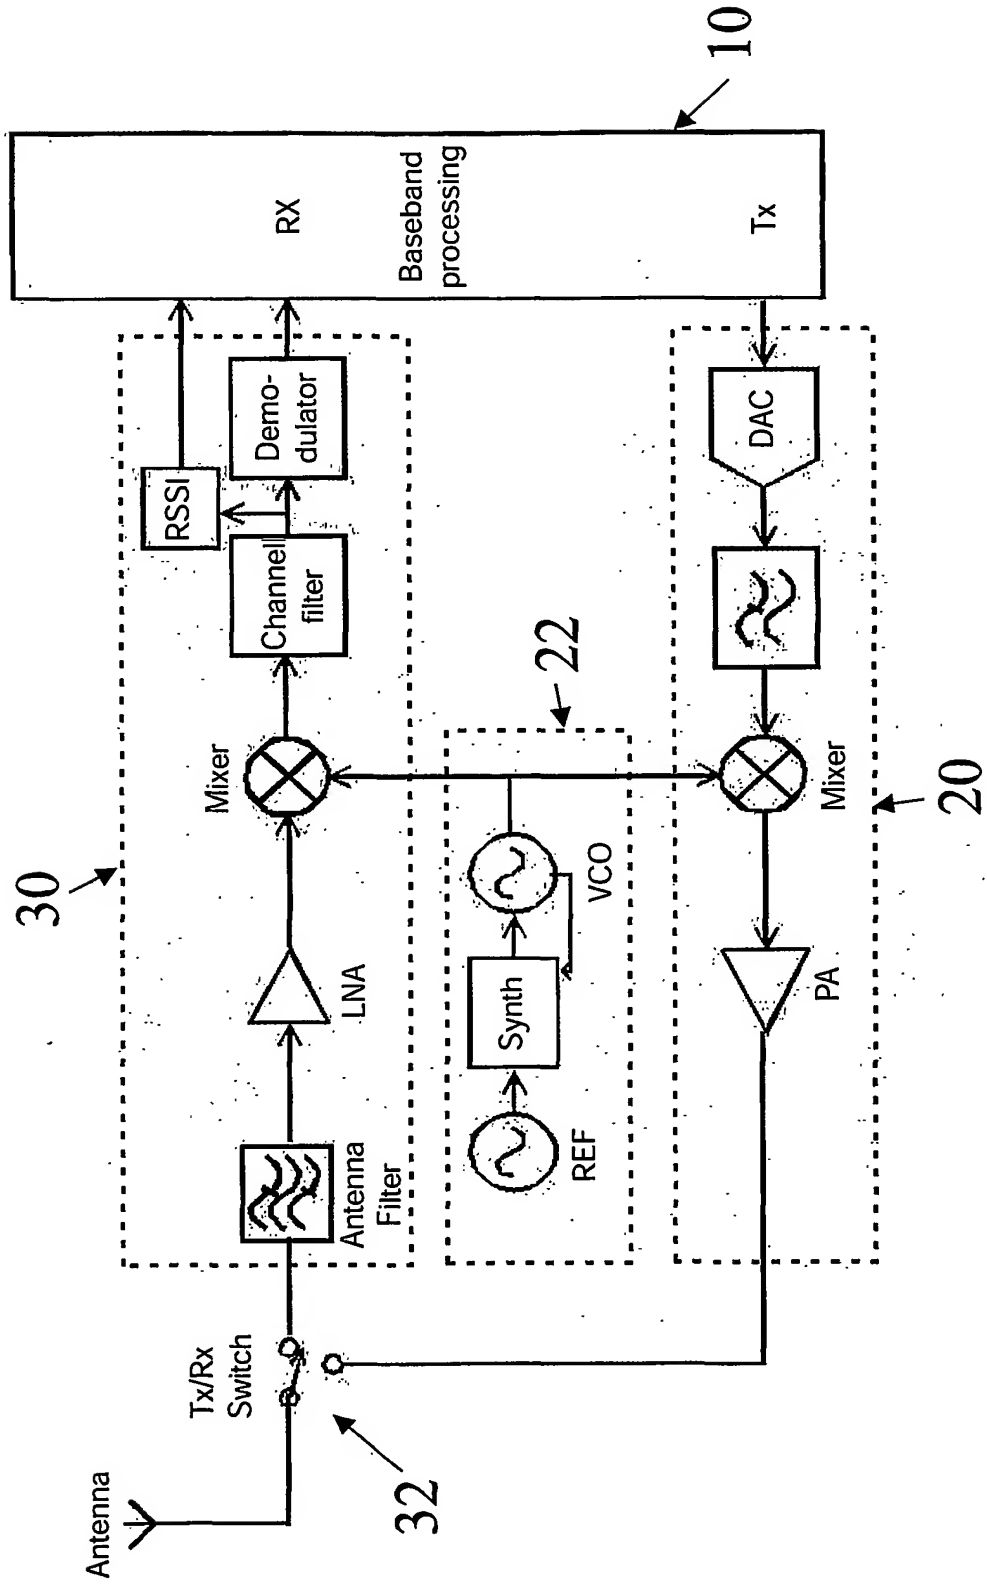 Antenna
Tx/Rx
Switch
32
30
Antenna
Filter
LNA
Mixer
Channel
filter
RSSI
Demo-
dulator
RX
Baseband
processing
Tx
10
REF
Synth
VCO
22
PA
Mixer
DAC
20